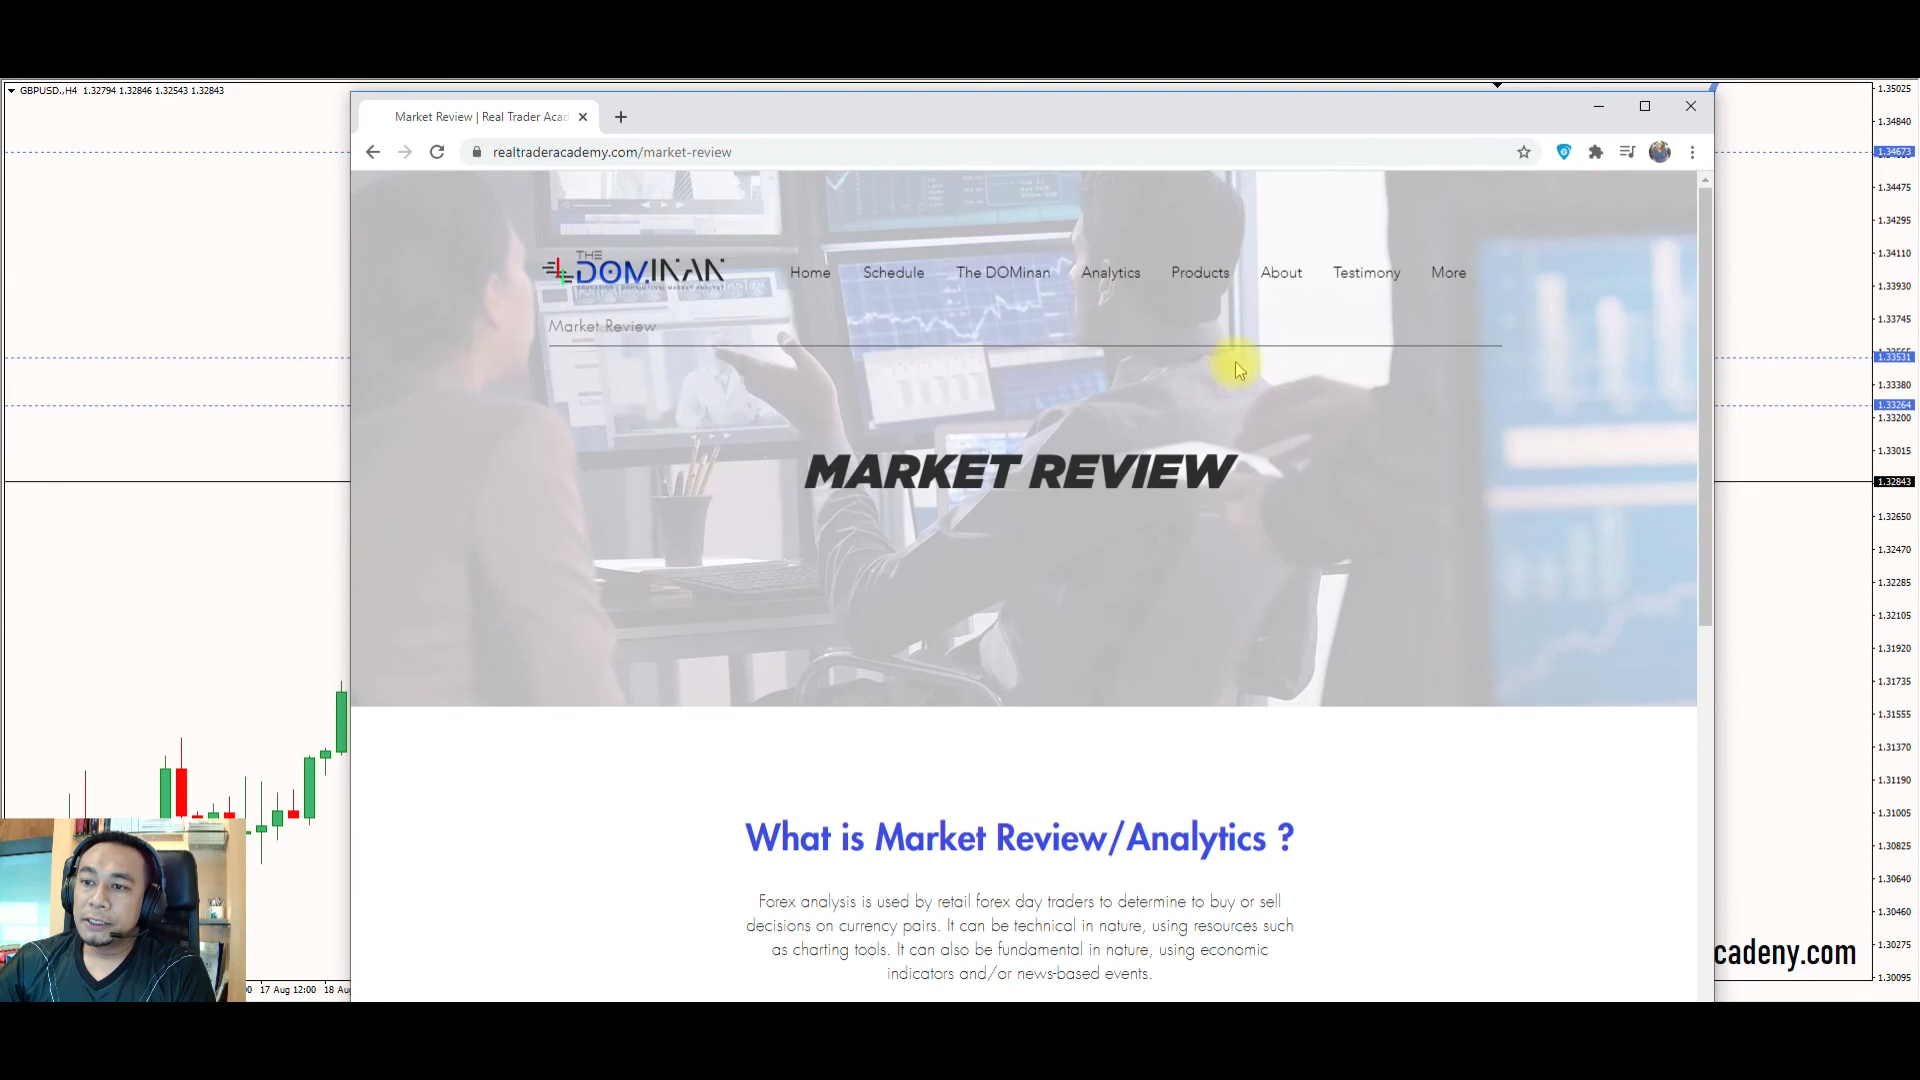 GBPUSD.,H4 1.32794 1.32846 1.32543 1.32843
Market Review | Real Trader Acad
realtraderacademy.com/market-review
THE
DOMINAN
Home Schedule The DOMinan Analytics Products About Testimony More
Market Review
MARKET REVIEW
What is Market Review/Analytics ?
Forex analysis is used by retail forex day traders to determine to buy or sell
decisions on currency pairs. It can be technical in nature, using resources such
as charting tools. It can also be fundamental in nature, using economic
indicators and/or news-based events.
1.35025
1.34840
1.34673
1.34475
1.34295
1.34110
1.33930
1.33745
1.33531
1.33380
1.33264
1.33200
1.33015
1.32843
1.32650
1.32470
1.32285
1.32105
1.31920
1.31735
1.31555
1.31370
1.31190
1.31005
1.30825
1.30640
1.30460
1.30275
1.30095
cadeny.com
17 Aug 12:00 18 Au